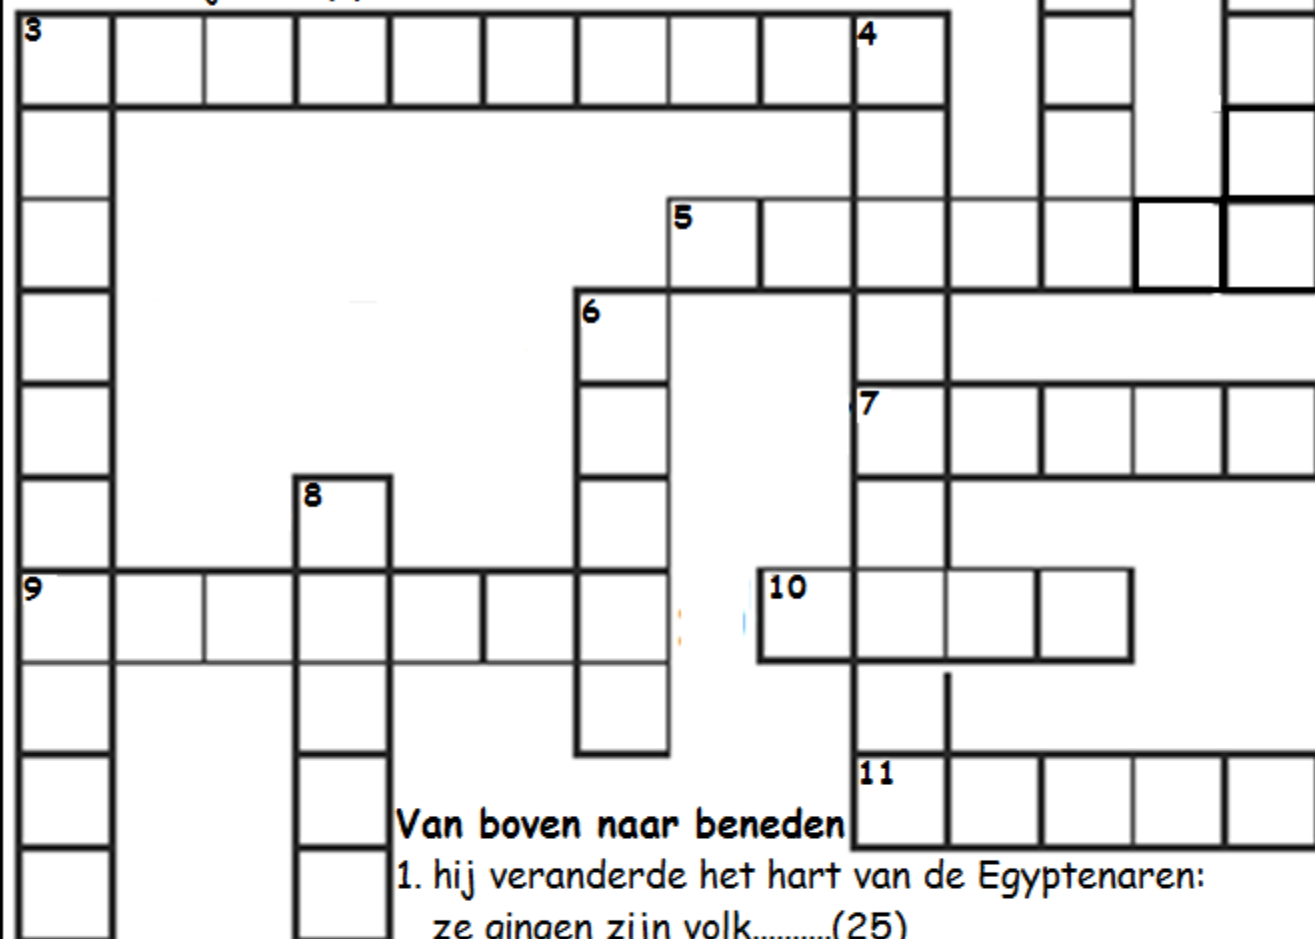 3 4
5
6
7
8
9 10
11
Van boven naar beneden
1. hij veranderde het hart van de Egyptenaren:
ze gingen zijn volk..........(25)